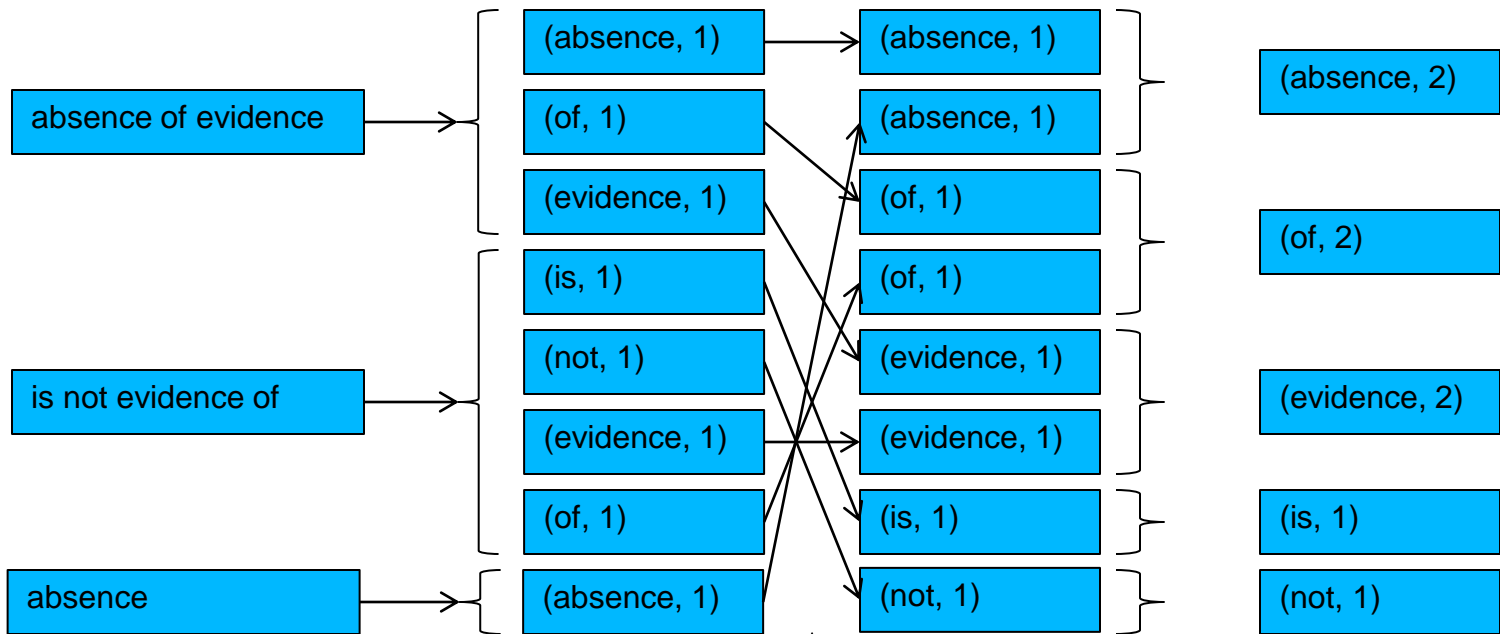 absence of evidence
is not evidence of
absence
(absence, 1)
(of, 1)
(evidence, 1)
(is, 1)
(not, 1)
(evidence, 1)
(of, 1)
(absence, 1)
(absence, 1)
(absence, 1)
(of, 1)
(of, 1)
(evidence, 1)
(evidence, 1)
(is, 1)
(not, 1)
(absence, 2)
(of, 2)
(evidence, 2)
(is, 1)
(not, 1)